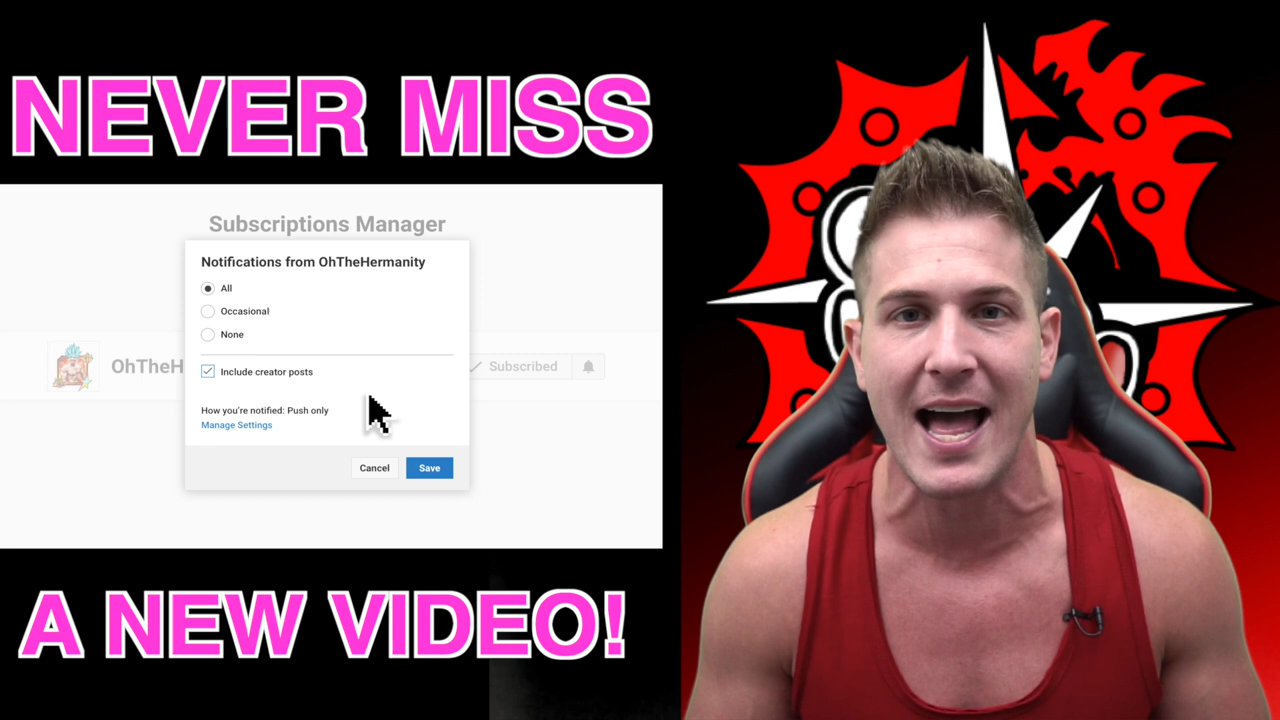 NEVER MISS
Subscriptions Manager
Notifications from OhTheHermanity
All
Occasional
None
OhTheH
Subscribed
Include creator posts
How you're notified: Push only
Manage Settings
Cancel
Save
A NEW VIDEO!